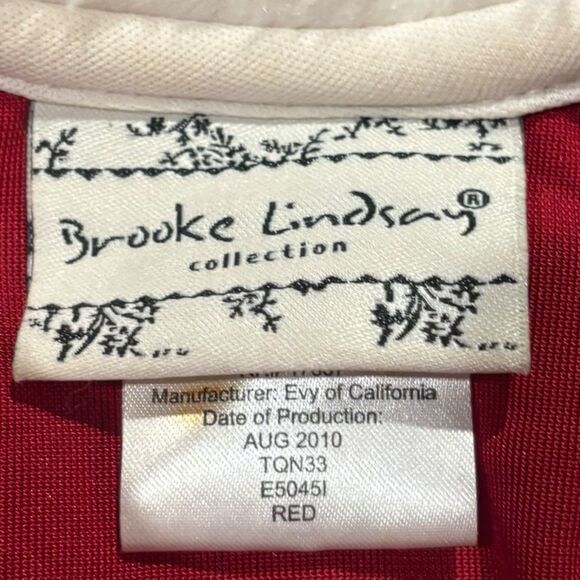 Brooke Lindsay®
collection
Manufacturer: Evy of California
Date of Production:
AUG 2010
TQN33
E5045I
RED